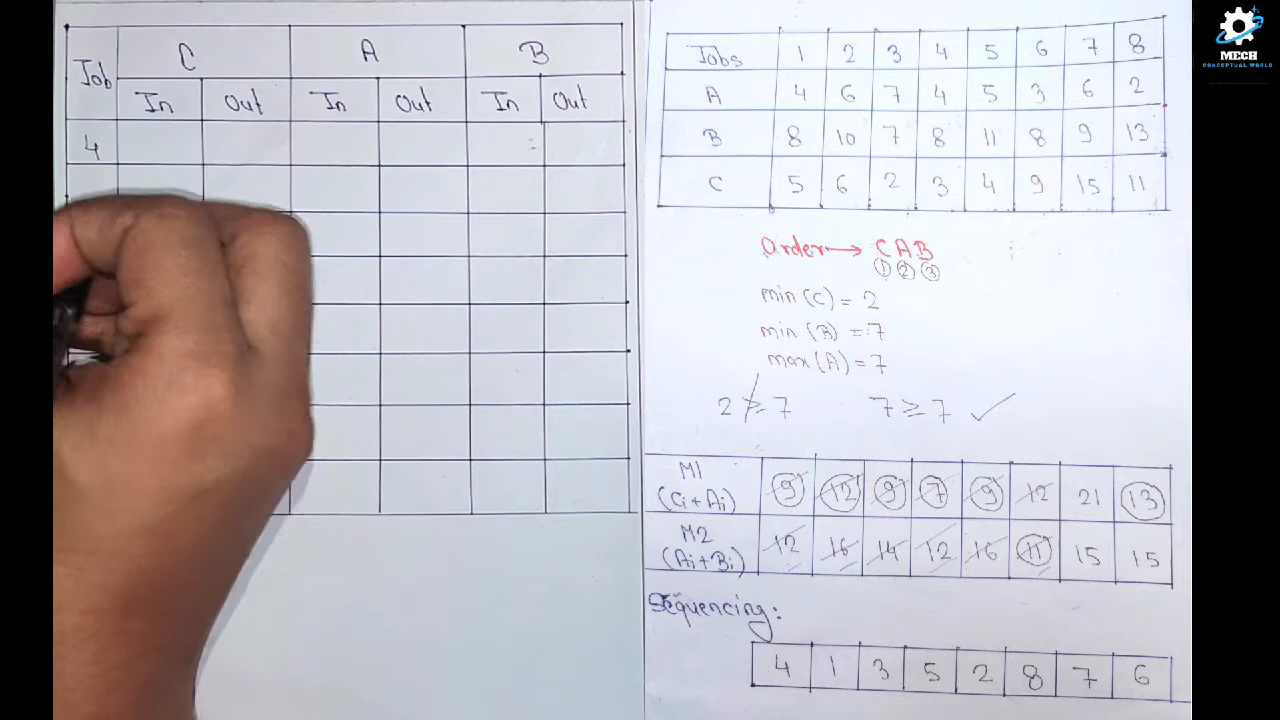 Job C A B
In Out In Out In Out
4
Jobs 1 2 3 4 5 6 7 8
A 4 6 7 4 5 3 6 2
B 8 10 7 8 11 8 9 13
C 5 6 2 3 4 9 15 11
Order → CAB
① ② ③
min (C) = 2
min (B) = 7
max (A) = 7
2 ≱ 7 7 ≥ 7 ✓
M1
(Ci + Ai) 9 12 9 7 9 12 21 13
M2
(Ai + Bi) 12 16 14 12 16 11 15 15
Sequencing:
4 1 3 5 2 8 7 6
MECH
CONCEPTUAL WORLD